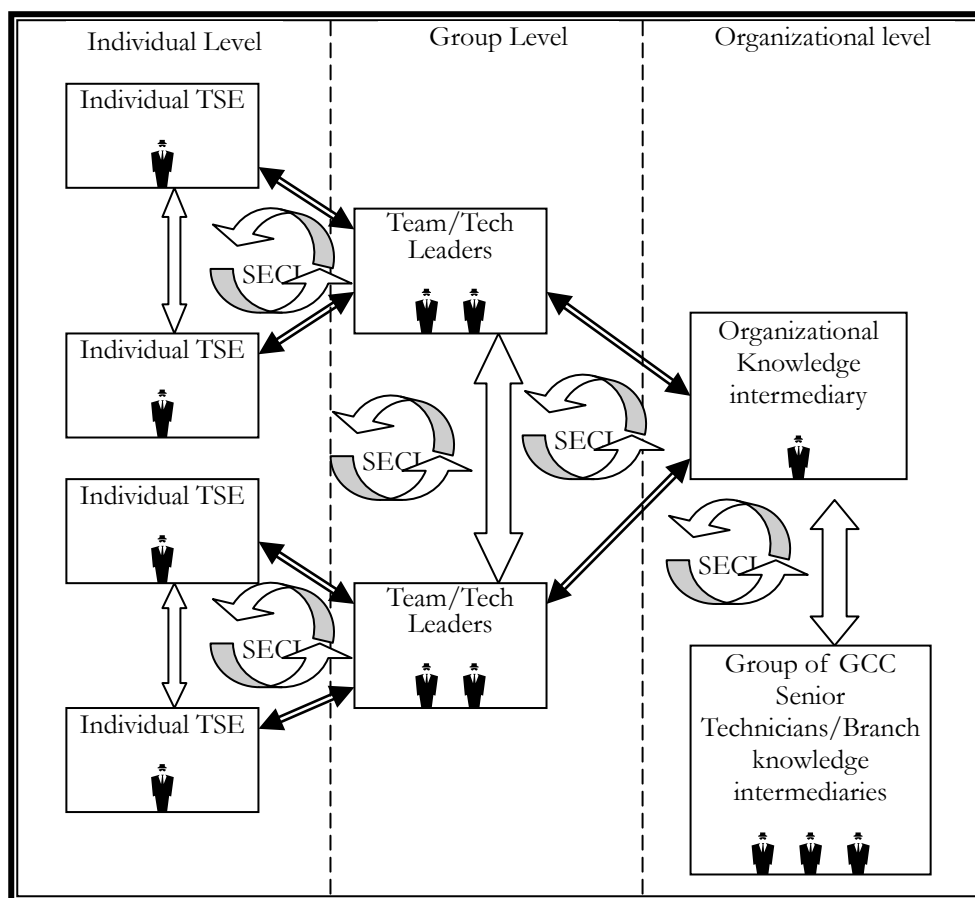 Individual Level
Group Level
Organizational level
Individual TSE
Team/Tech
Leaders
SECI
Individual TSE
Organizational
Knowledge
intermediary
SECI
SECI
Individual TSE
SECI
Team/Tech
Leaders
SECI
Individual TSE
Group of GCC
Senior
Technicians/Branch
knowledge
intermediaries